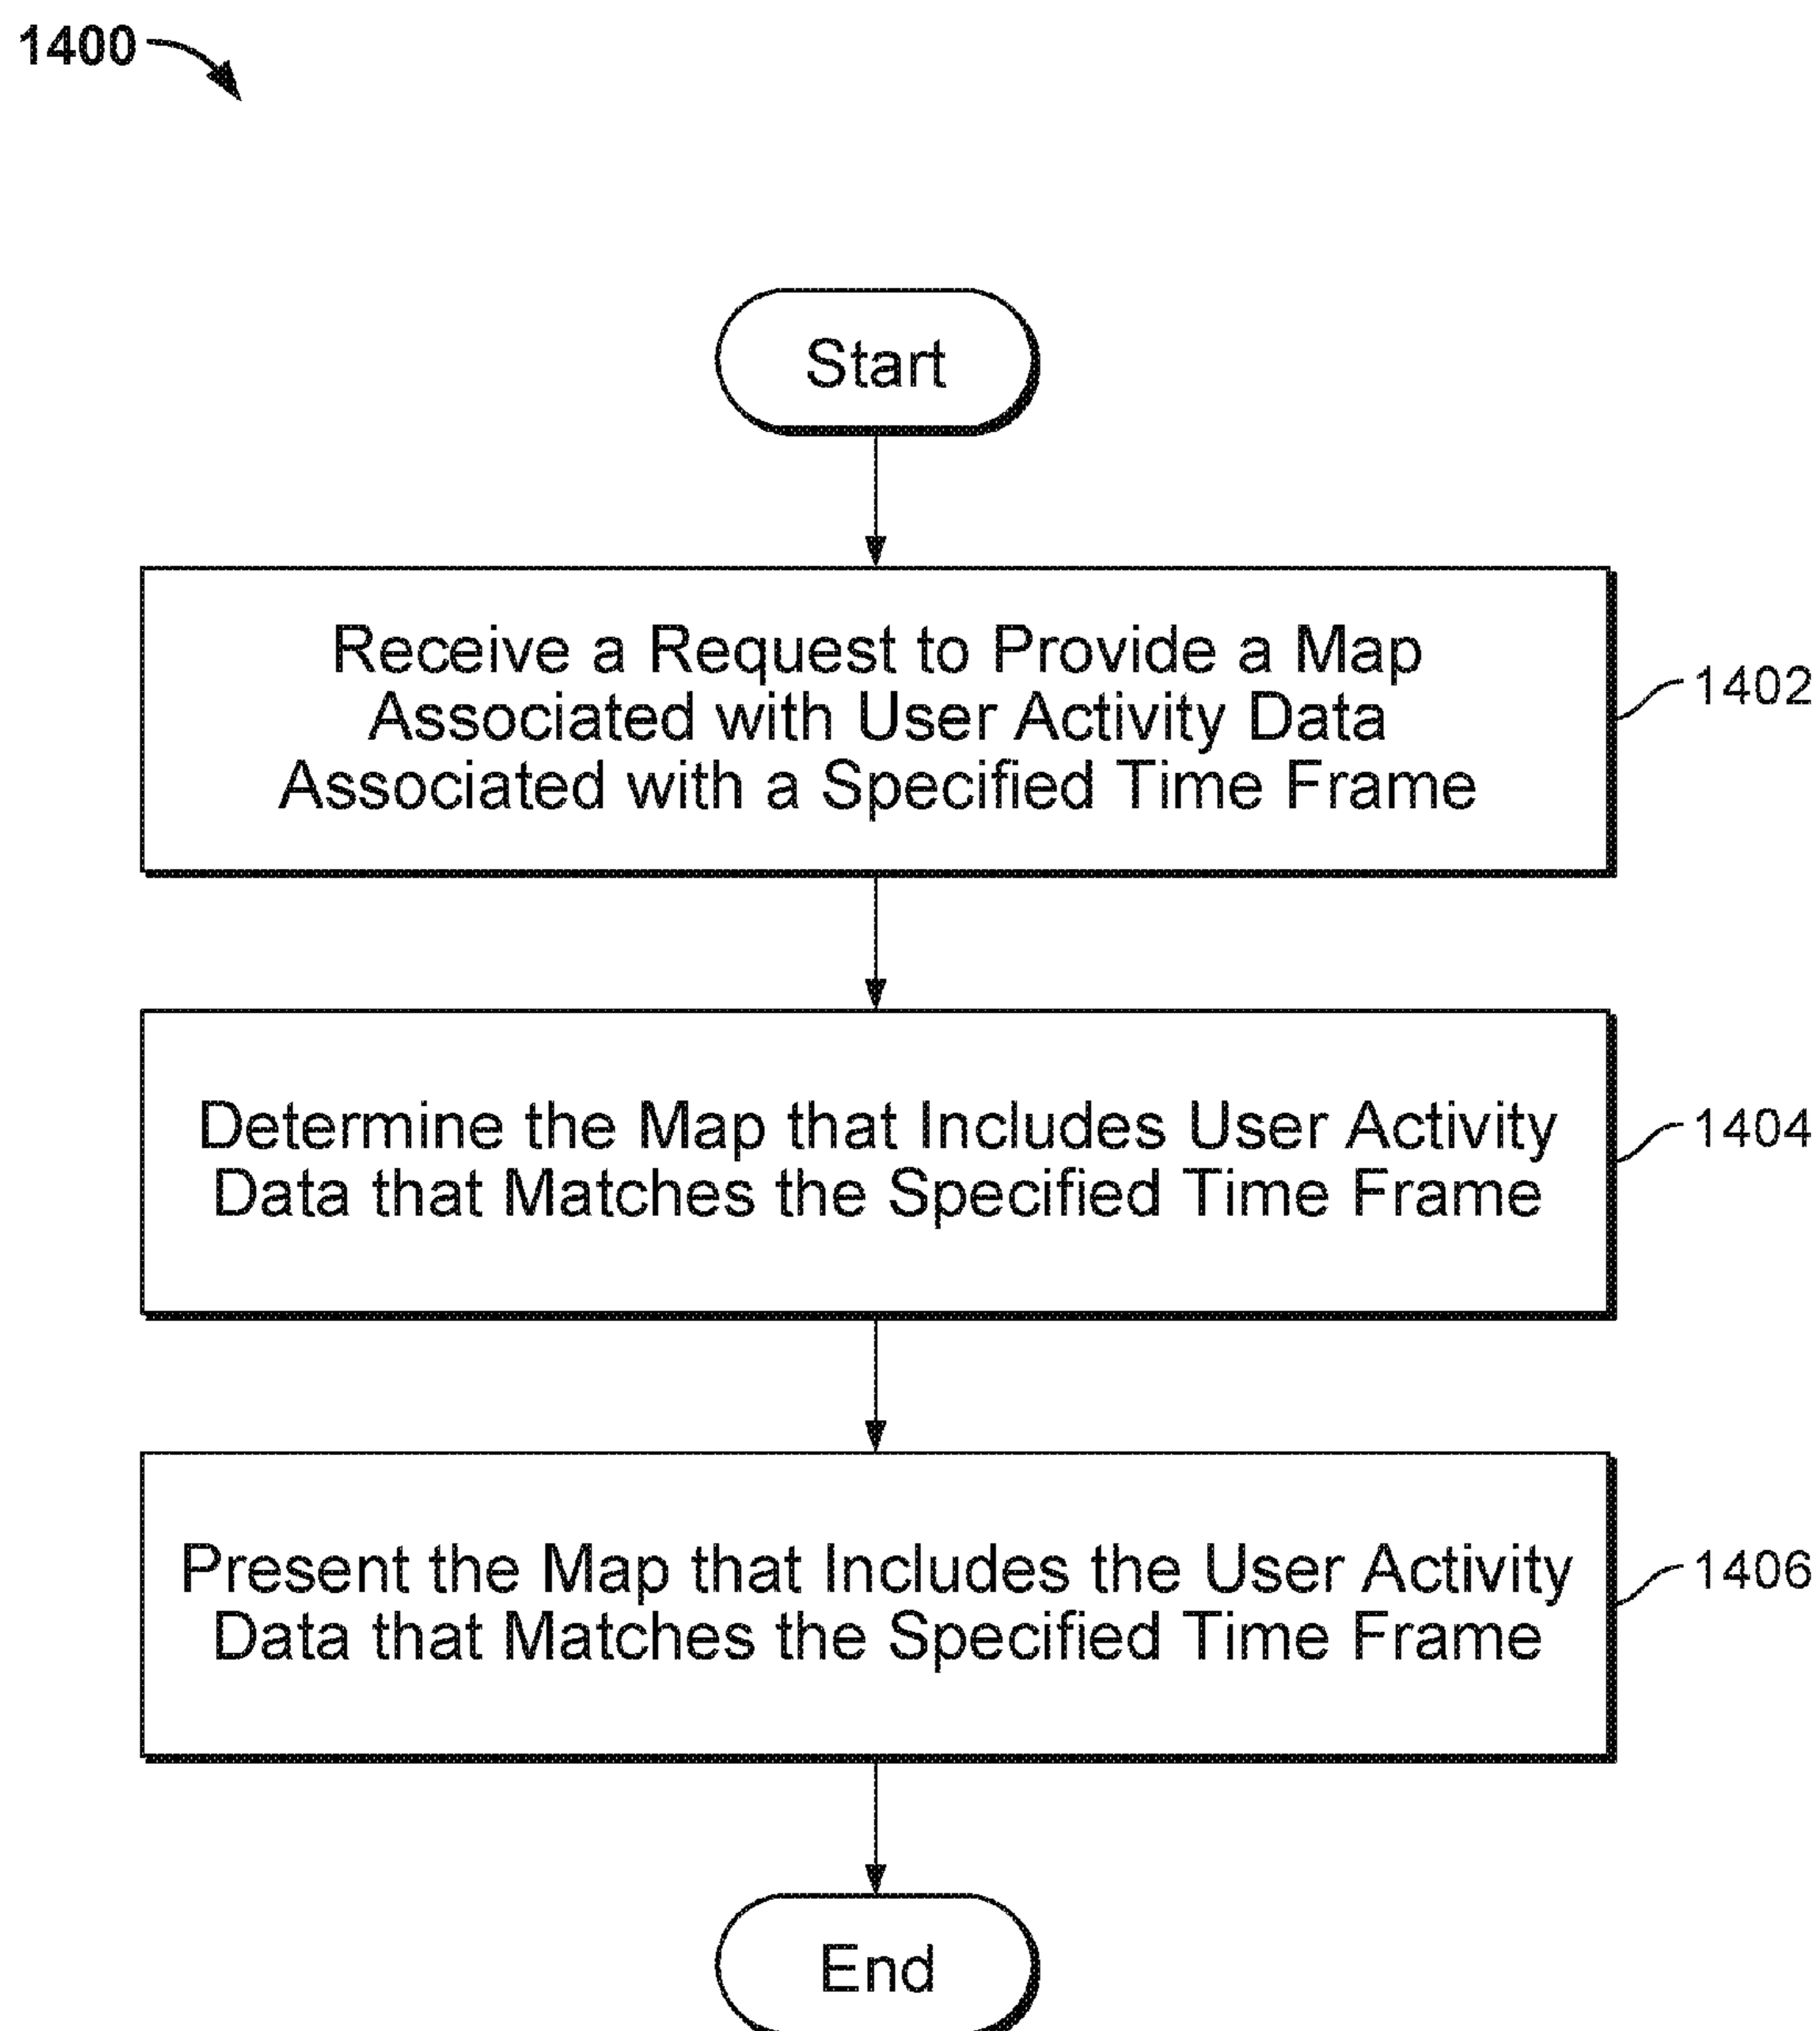 1400
Start
Receive a Request to Provide a Map
Associated with User Activity Data
Associated with a Specified Time Frame
1402
Determine the Map that Includes User Activity
Data that Matches the Specified Time Frame
1404
Present the Map that Includes the User Activity
Data that Matches the Specified Time Frame
1406
End